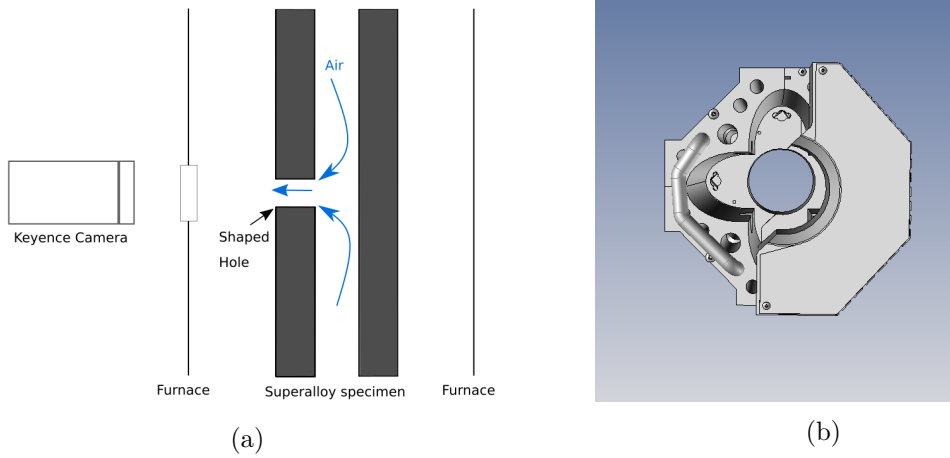 Air
Keyence Camera
Shaped
Hole
Furnace
Superalloy specimen
Furnace
(a)
(b)